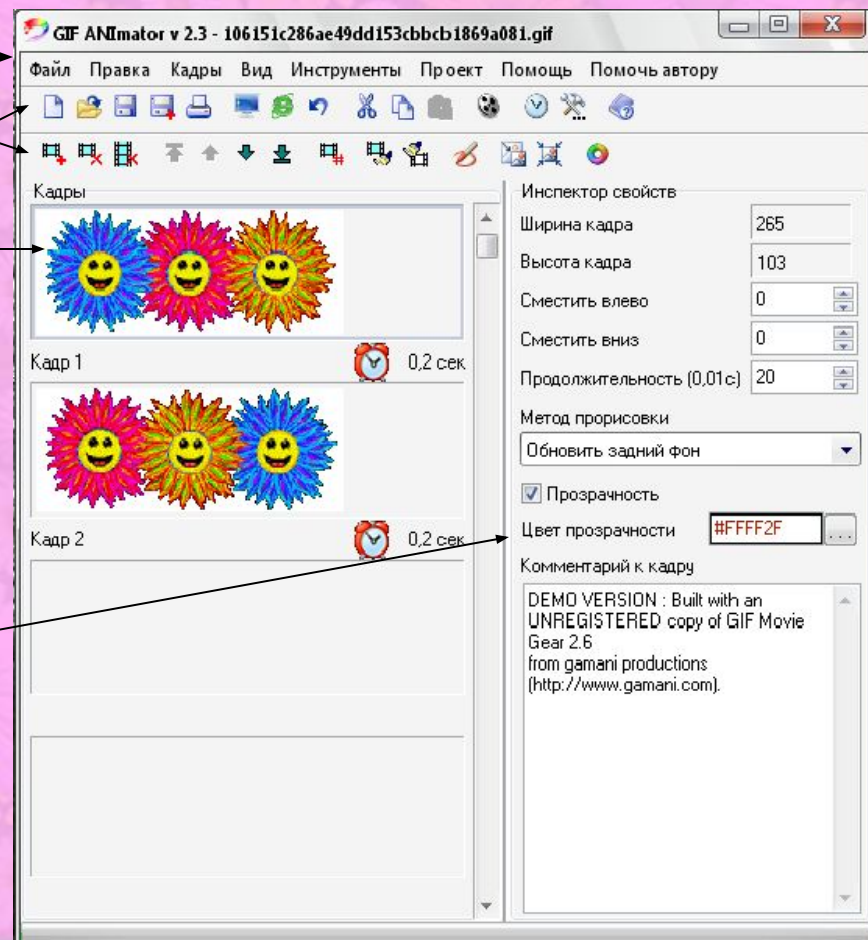 GIF ANImator v 2.3 - 106151c286ae49dd153cbbcb1869a081.gif
Файл Правка Кадры Вид Инструменты Проект Помощь Помочь автору
Кадры
Кадр 1 0,2 сек
Кадр 2 0,2 сек
Инспектор свойств
Ширина кадра 265
Высота кадра 103
Сместить влево 0
Сместить вниз 0
Продолжительность (0,01с) 20
Метод прорисовки
Обновить задний фон
Прозрачность
Цвет прозрачности #FFFF2F ...
Комментарий к кадру
DEMO VERSION : Built with an
UNREGISTERED copy of GIF Movie
Gear 2.6
from gamani productions
(http://www.gamani.com).